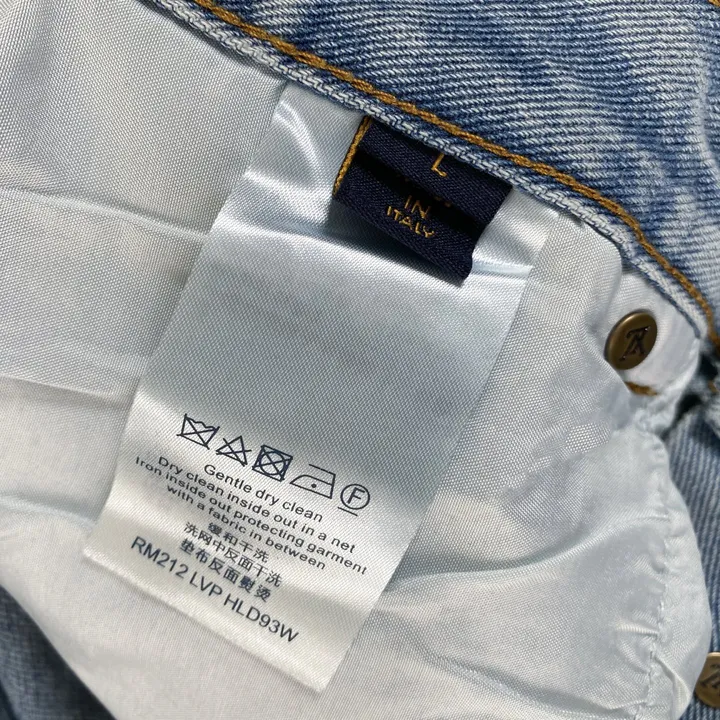 L
IN
ITALY
Gentle dry clean
Dry clean inside out in a net
Iron inside out protecting garment
with a fabric in between
缓和干洗
洗网中反面干洗
垫布反面熨烫
RM212 LVP HLD93W